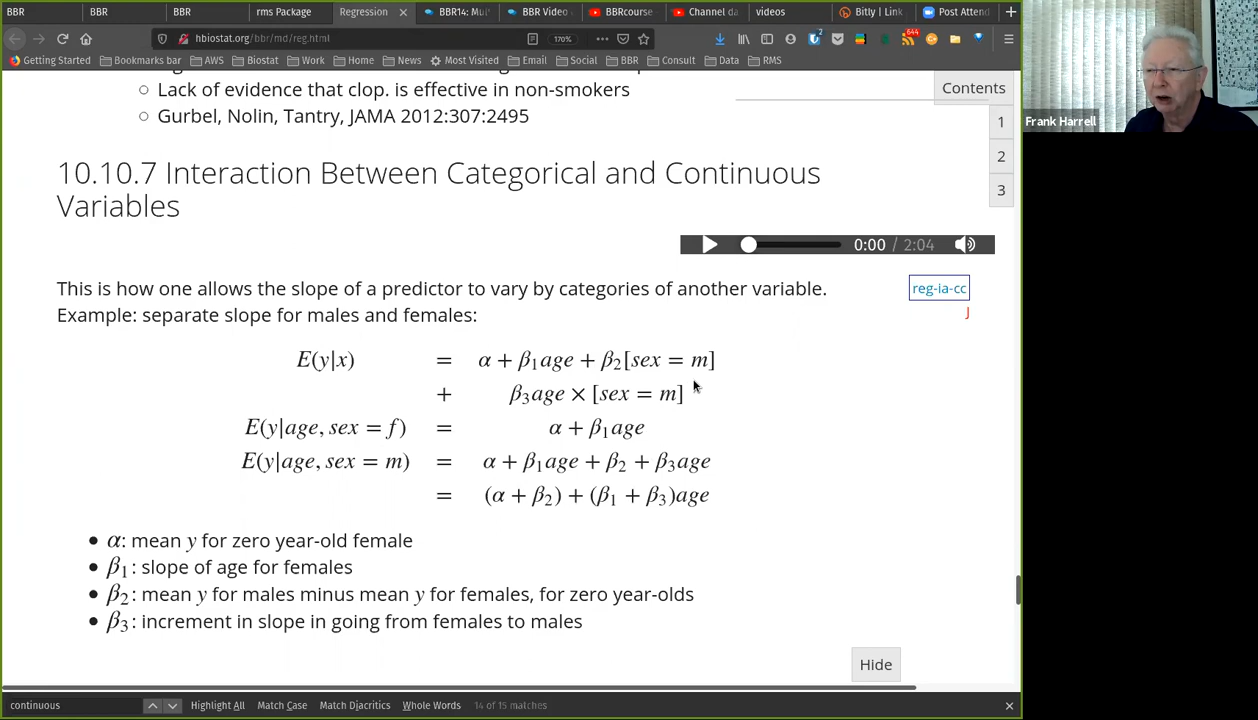 BBR BBR BBR rms Package Regression BBR14: Mul BBR Video BBRcourse Channel da videos Bitly | Link Post Attend
hbiostat.org/bbr/md/reg.html 170% 2 644
Getting Started Bookmarks bar AWS Biostat Work Home News Most Visited Email Social BBR Consult Data RMS
Lack of evidence that clop. is effective in non-smokers
Gurbel, Nolin, Tantry, JAMA 2012:307:2495
Contents
1
2
3
Frank Harrell
10.10.7 Interaction Between Categorical and Continuous
Variables
0:00 / 2:04
This is how one allows the slope of a predictor to vary by categories of another variable.
reg-ia-cc
Example: separate slope for males and females:
J
E(y|x) = α + β₁age + β₂[sex = m]
+ β₃age × [sex = m]
E(y|age, sex = f) = α + β₁age
E(y|age, sex = m) = α + β₁age + β₂ + β₃age
= (α + β₂) + (β₁ + β₃)age
α: mean y for zero year-old female
β₁: slope of age for females
β₂: mean y for males minus mean y for females, for zero year-olds
β₃: increment in slope in going from females to males
Hide
continuous Highlight All Match Case Match Diacritics Whole Words 14 of 15 matches